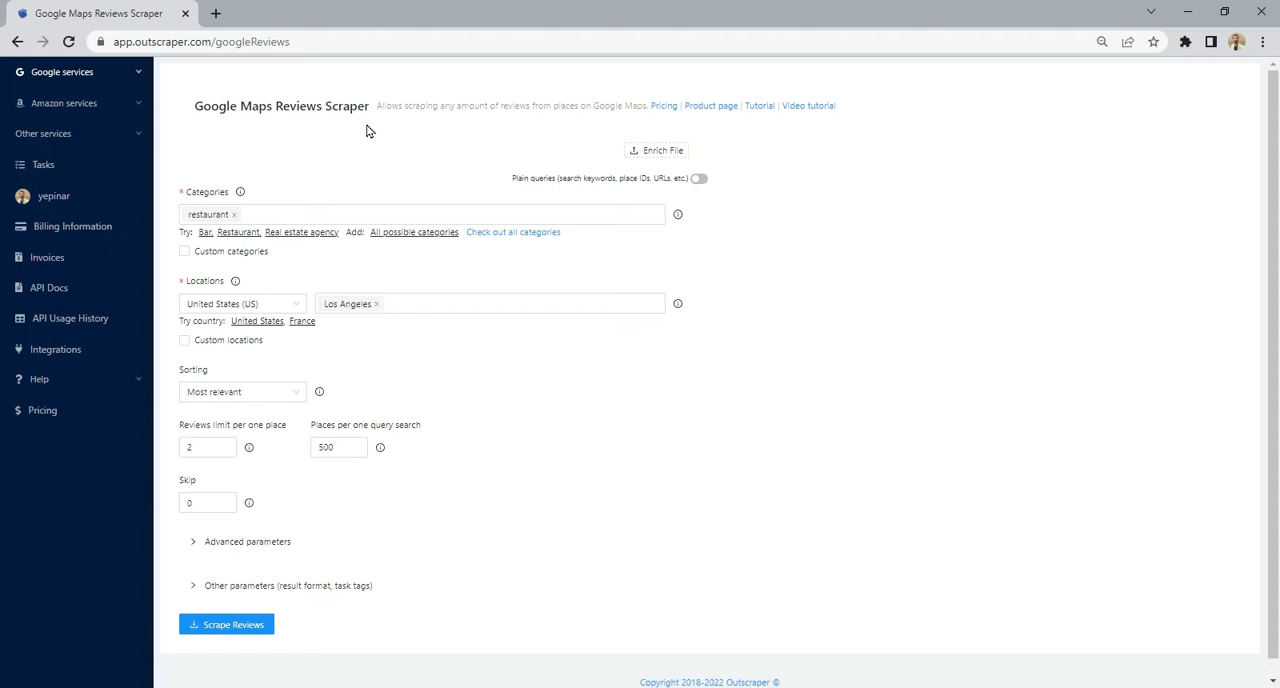 Google Maps Reviews Scraper
app.outscraper.com/googleReviews
Google services
Amazon services
Other services
Tasks
yepinar
Billing Information
Invoices
API Docs
API Usage History
Integrations
Help
Pricing
Google Maps Reviews Scraper Allows scraping any amount of reviews from places on Google Maps. Pricing | Product page | Tutorial | Video tutorial
Enrich File
Plain queries (search keywords, place IDs, URLs, etc.)
* Categories
restaurant ×
Try: Bar, Restaurant, Real estate agency Add: All possible categories Check out all categories
Custom categories
* Locations
United States (US) Los Angeles ×
Try country: United States, France
Custom locations
Sorting
Most relevant
Reviews limit per one place Places per one query search
2 500
Skip
0
Advanced parameters
Other parameters (result format, task tags)
Scrape Reviews
Copyright 2018-2022 Outscraper ©